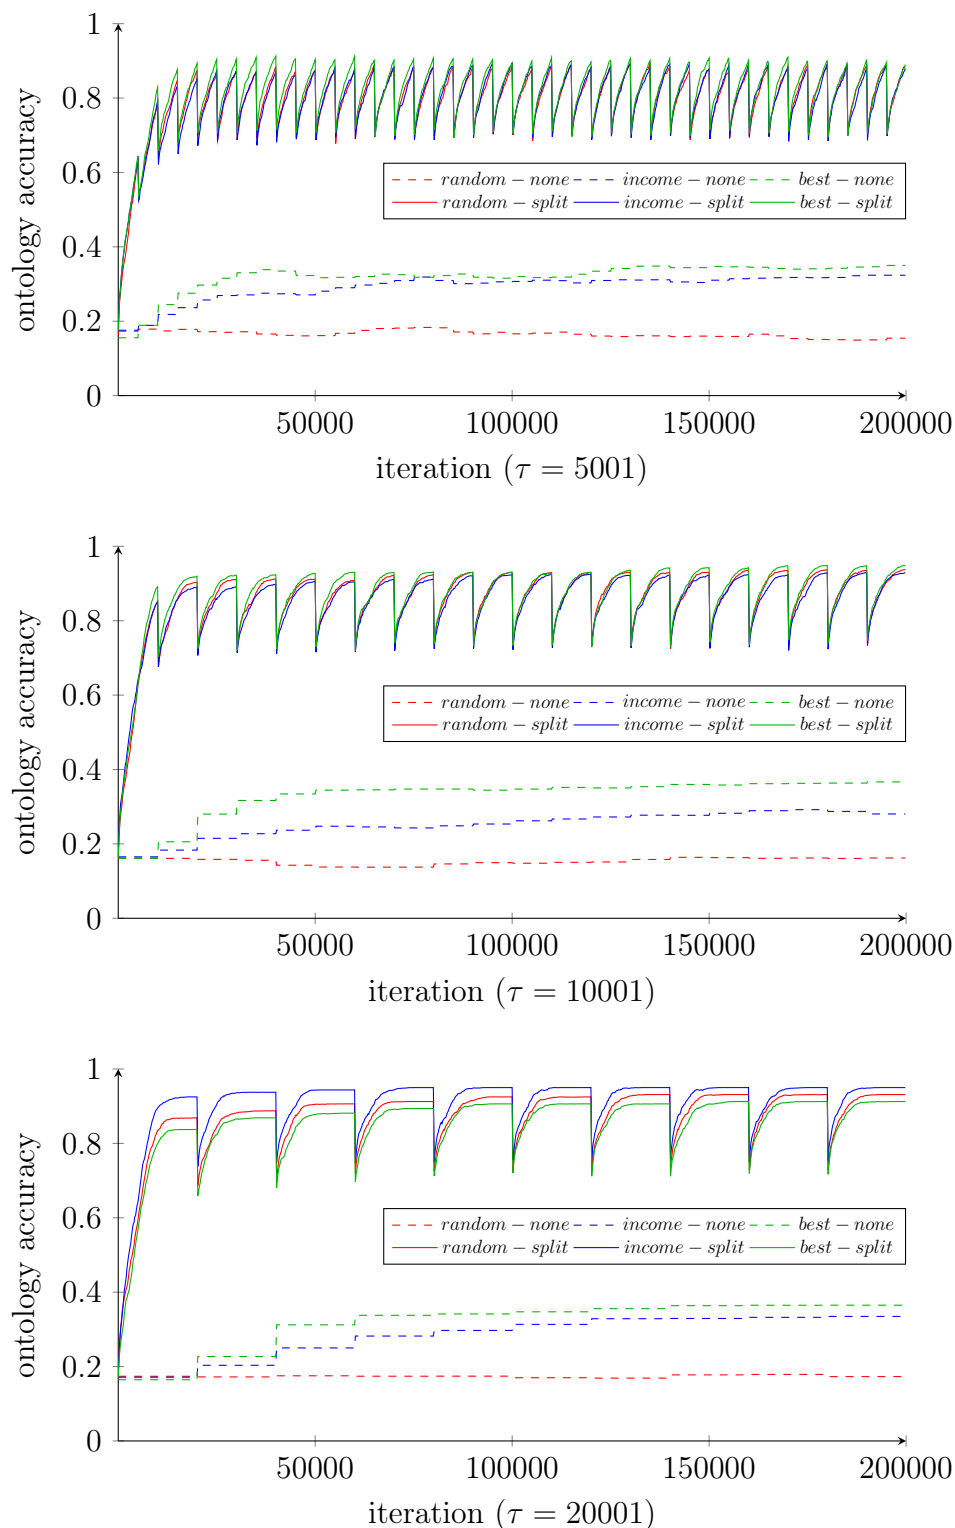 1
0.8
0.6
0.4
0.2
0
ontology accuracy
random − none income − none best − none
random − split income − split best − split
50000 100000 150000 200000
iteration (τ = 5001)
1
0.8
0.6
0.4
0.2
0
ontology accuracy
random − none income − none best − none
random − split income − split best − split
50000 100000 150000 200000
iteration (τ = 10001)
1
0.8
0.6
0.4
0.2
0
ontology accuracy
random − none income − none best − none
random − split income − split best − split
50000 100000 150000 200000
iteration (τ = 20001)